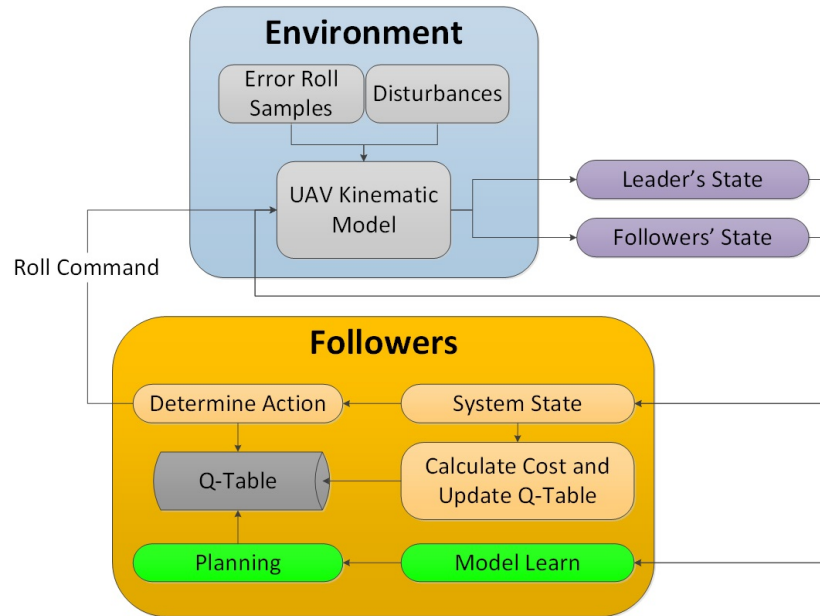 Environment
Error Roll
Samples
Disturbances
UAV Kinematic
Model
Leader's State
Followers' State
Roll Command
Followers
Determine Action
System State
Q-Table
Calculate Cost and
Update Q-Table
Planning
Model Learn